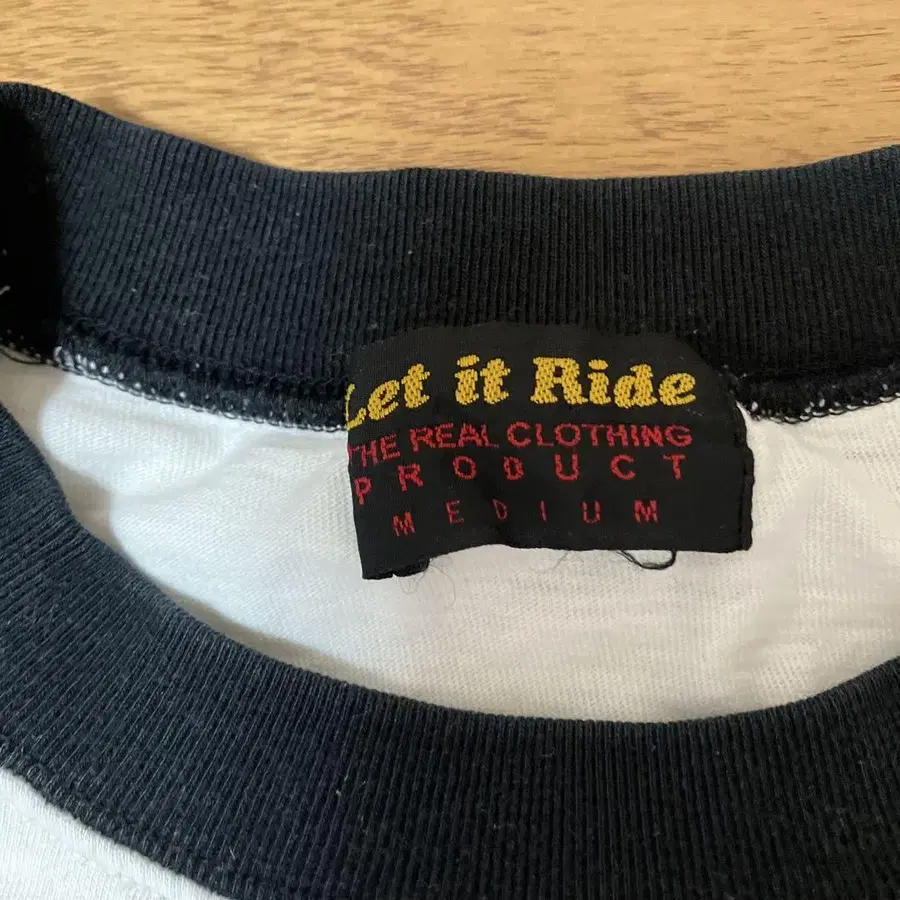 Let it Ride
THE REAL CLOTHING
PRODUCT
MEDIUM